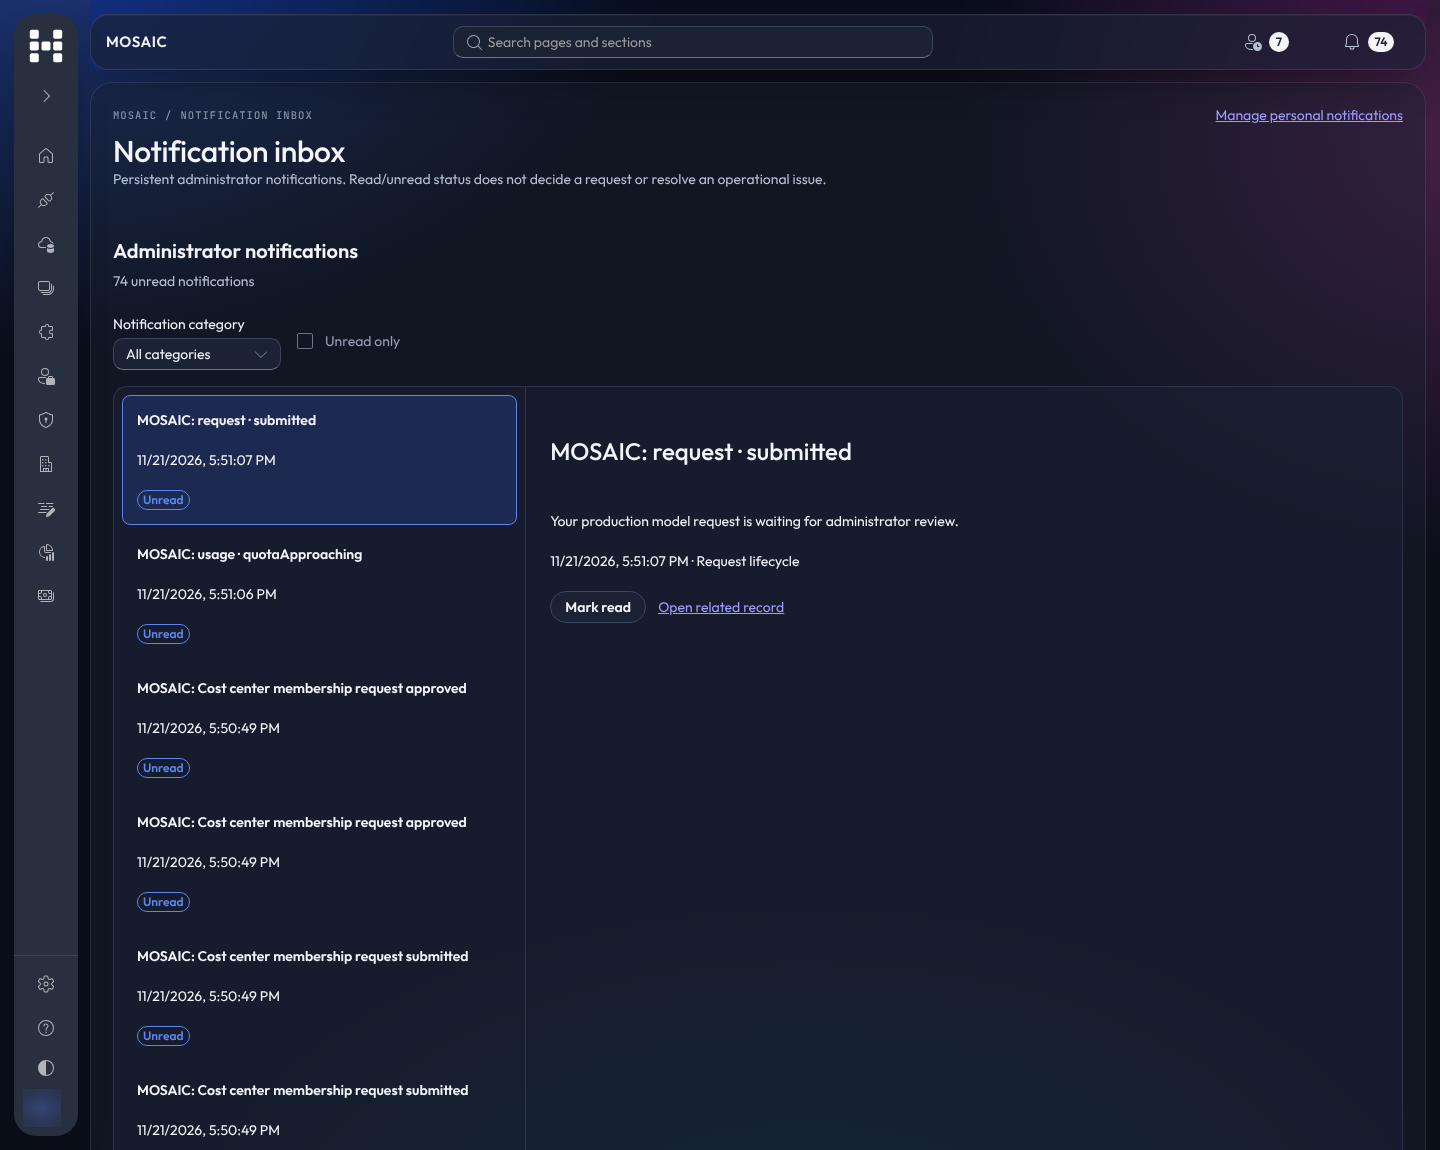 MOSAIC
Search pages and sections
7
74
MOSAIC / NOTIFICATION INBOX
Manage personal notifications
Notification inbox
Persistent administrator notifications. Read/unread status does not decide a request or resolve an operational issue.
Administrator notifications
74 unread notifications
Notification category
All categories
Unread only
MOSAIC: request · submitted
11/21/2026, 5:51:07 PM
Unread
MOSAIC: usage · quotaApproaching
11/21/2026, 5:51:06 PM
Unread
MOSAIC: Cost center membership request approved
11/21/2026, 5:50:49 PM
Unread
MOSAIC: Cost center membership request approved
11/21/2026, 5:50:49 PM
Unread
MOSAIC: Cost center membership request submitted
11/21/2026, 5:50:49 PM
Unread
MOSAIC: Cost center membership request submitted
11/21/2026, 5:50:49 PM
MOSAIC: request · submitted
Your production model request is waiting for administrator review.
11/21/2026, 5:51:07 PM · Request lifecycle
Mark read
Open related record